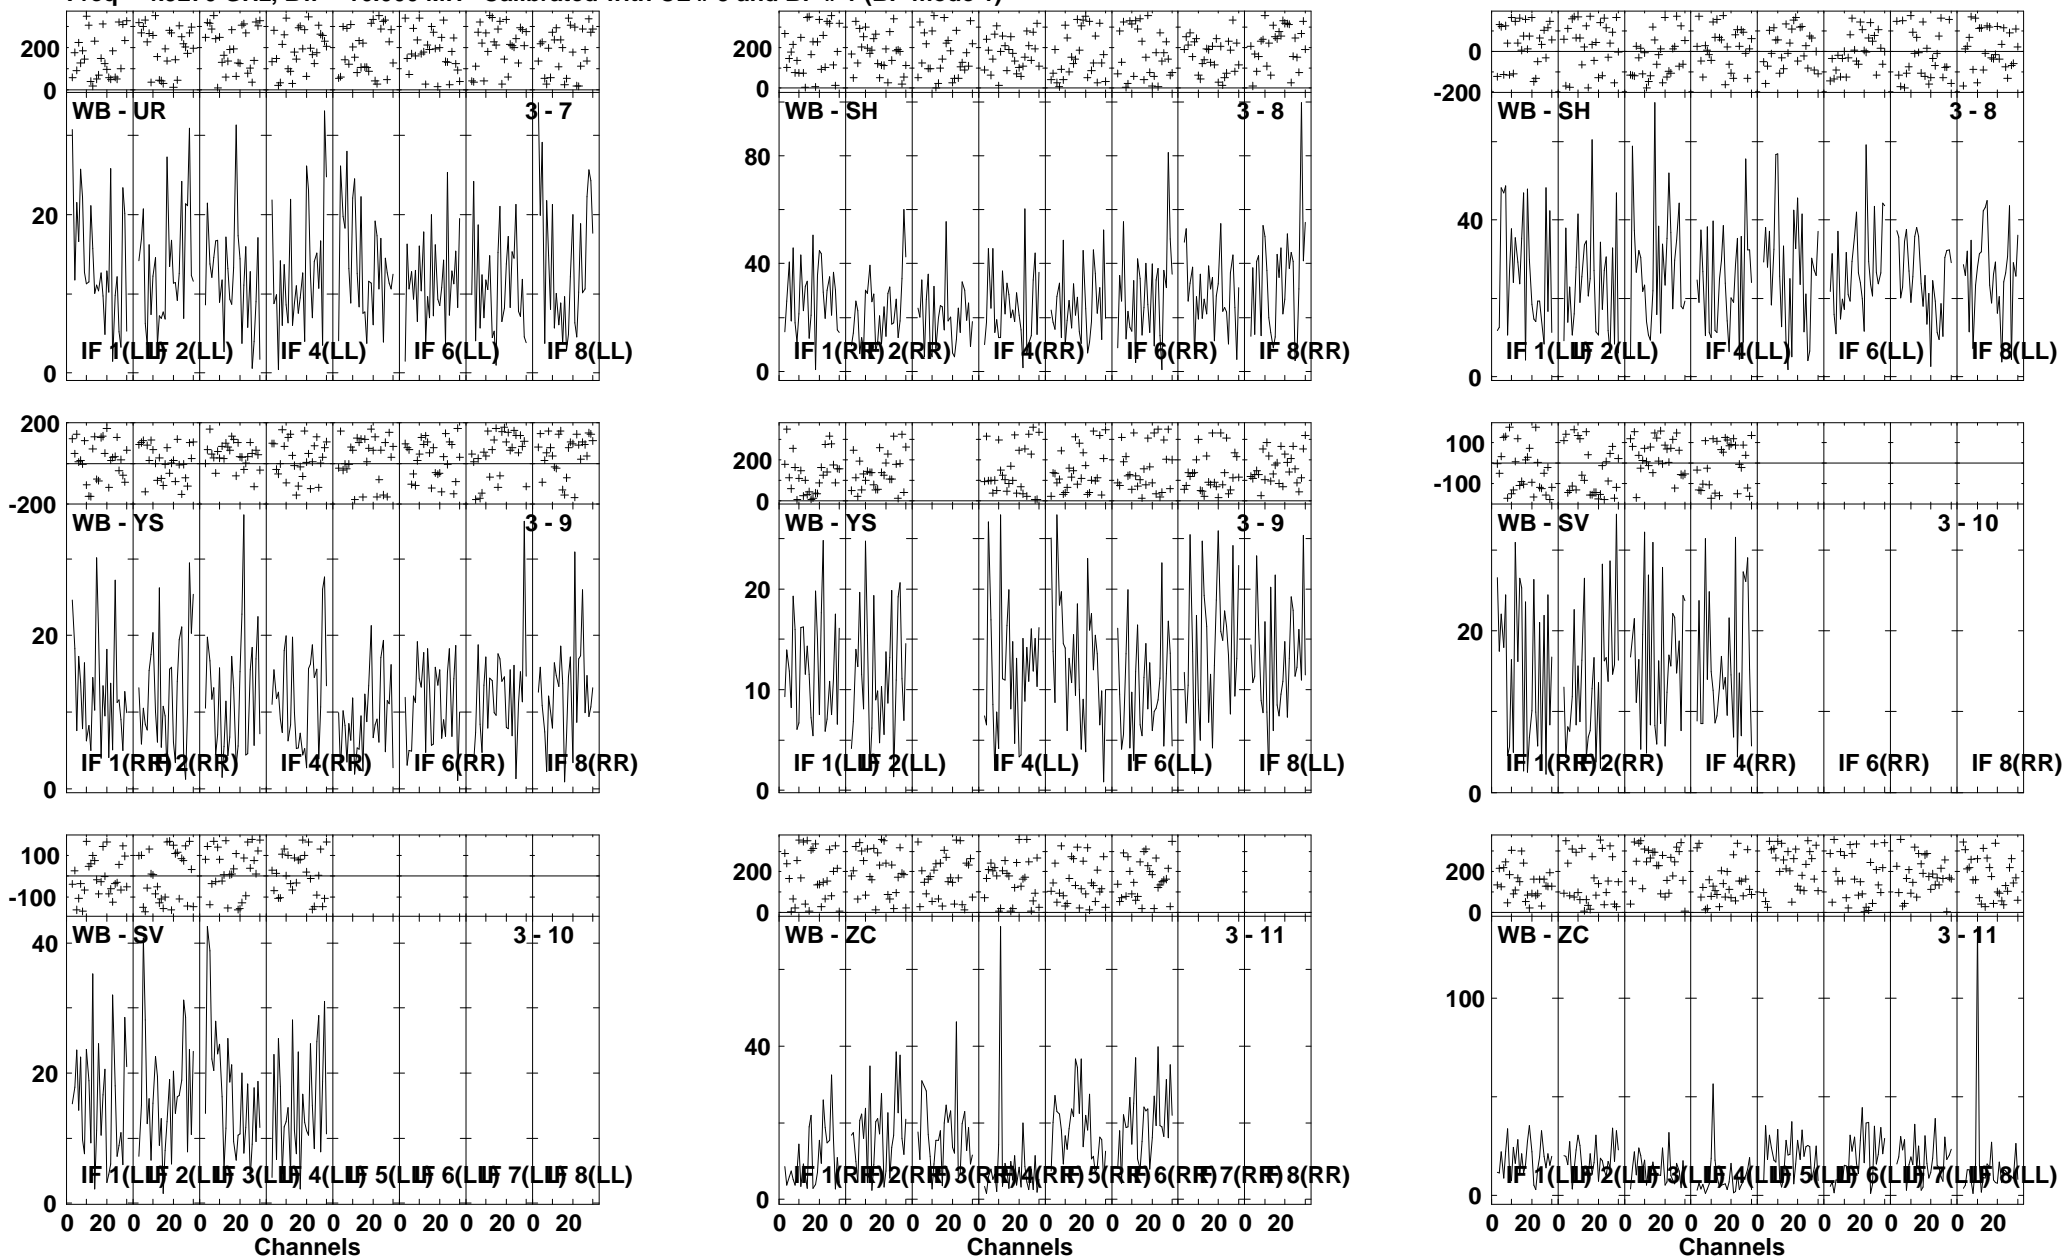 200
0
WB - UR 3 - 7
20
0
IF 1(LL) IF 2(LL) IF 4(LL) IF 6(LL) IF 8(LL)
200
0
WB - SH 3 - 8
80
40
0
IF 1(RR) IF 2(RR) IF 4(RR) IF 6(RR) IF 8(RR)
0
-200
WB - SH 3 - 8
40
0
IF 1(LL) IF 2(LL) IF 4(LL) IF 6(LL) IF 8(LL)
200
-200
WB - YS 3 - 9
20
0
IF 1(RR) IF 2(RR) IF 4(RR) IF 6(RR) IF 8(RR)
200
0
WB - YS 3 - 9
20
10
0
IF 1(LL) IF 2(LL) IF 4(LL) IF 6(LL) IF 8(LL)
100
-100
WB - SV 3 - 10
20
0
IF 1(RR) IF 2(RR) IF 4(RR) IF 6(RR) IF 8(RR)
100
-100
WB - SV 3 - 10
40
20
0
IF 1(LL) IF 2(LL) IF 3(LL) IF 4(LL) IF 5(LL) IF 6(LL) IF 7(LL) IF 8(LL)
0 20 0 20 0 20 0 20 0 20 0 20 0 20 0 20
Channels
200
0
WB - ZC 3 - 11
40
0
IF 1(RR) IF 2(RR) IF 3(RR) IF 4(RR) IF 5(RR) IF 6(RR) IF 7(RR) IF 8(RR)
0 20 0 20 0 20 0 20 0 20 0 20 0 20 0 20
Channels
200
0
WB - ZC 3 - 11
100
0
IF 1(LL) IF 2(LL) IF 3(LL) IF 4(LL) IF 5(LL) IF 6(LL) IF 7(LL) IF 8(LL)
0 20 0 20 0 20 0 20 0 20 0 20 0 20 0 20
Channels